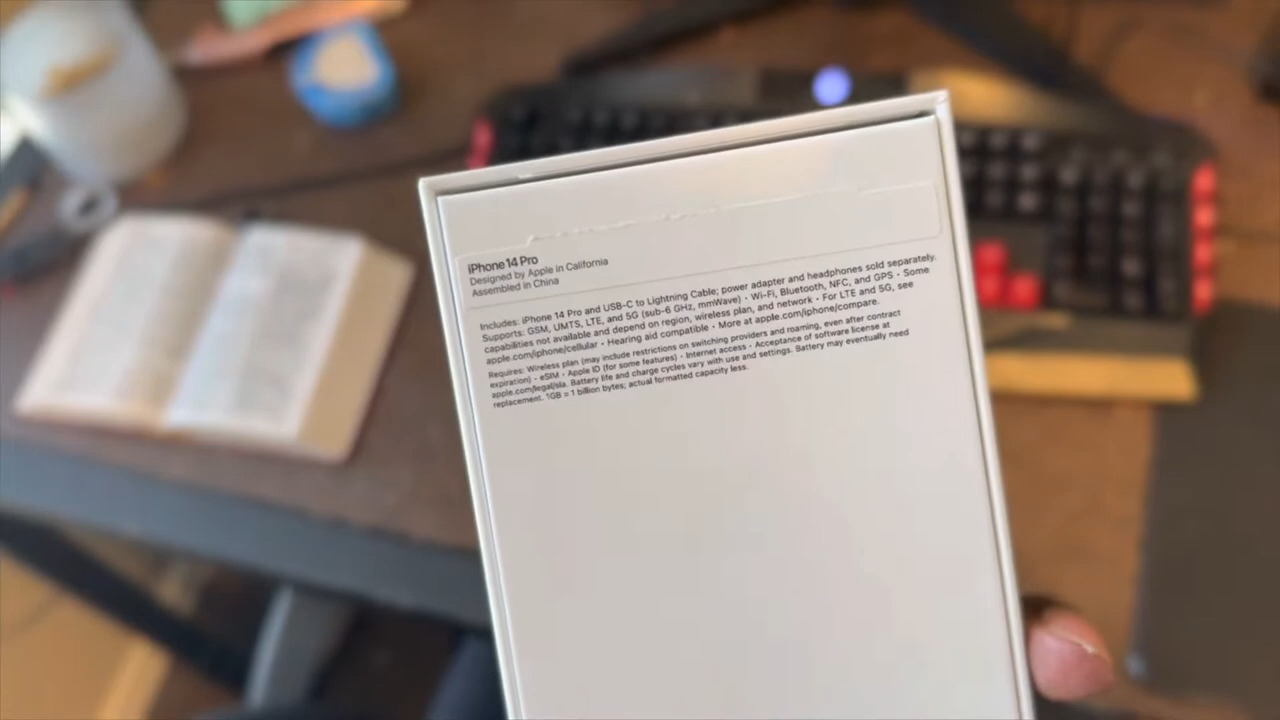 iPhone 14 Pro
Designed by Apple in California
Assembled in China
Includes: iPhone 14 Pro and USB-C to Lightning Cable; power adapter and headphones sold separately.
Supports: GSM, UMTS, LTE, and 5G (sub-6 GHz, mmWave) • Wi-Fi, Bluetooth, NFC, and GPS • Some
capabilities not available and depend on region, wireless plan, and network • For LTE and 5G, see
apple.com/iphone/cellular • Hearing aid compatible • More at apple.com/iphone/compare.
Requires: Wireless plan (may include restrictions on switching providers and roaming, even after contract
expiration) • eSIM • Apple ID (for some features) • Internet access • Acceptance of software license at
apple.com/legal/sla. Battery life and charge cycles vary with use and settings. Battery may eventually need
replacement. 1GB = 1 billion bytes; actual formatted capacity less.